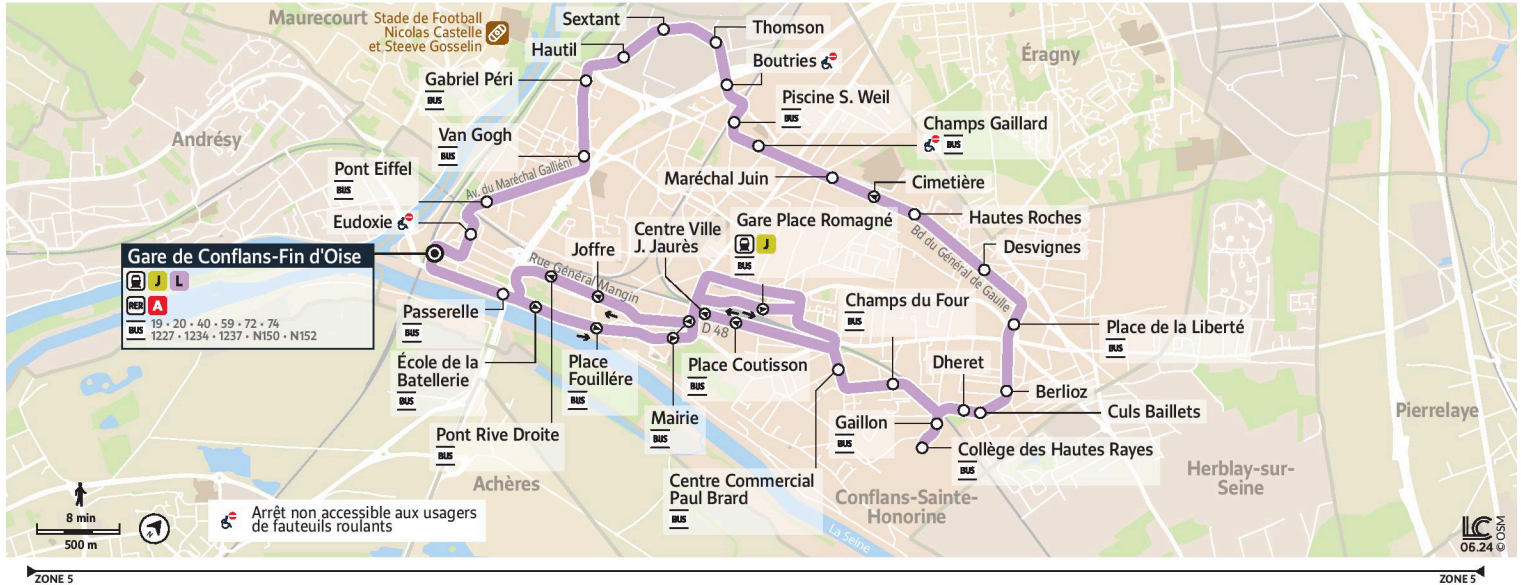 Maurecourt
Stade de Football
Nicolas Castelle
et Steeve Gosselin
Sextant
Thomson
Hautil
Boutries
Éragny
Gabriel Péri
BUS
Piscine S. Weil
BUS
Andrésy
Van Gogh
BUS
Champs Gaillard
BUS
Pont Eiffel
BUS
Av. du Maréchal Galliéni
Maréchal Juin
Cimetière
Eudoxie
Hautes Roches
Centre Ville
J. Jaurès
Gare Place Romagné
J
BUS
Bd du Général de Gaulle
Desvignes
Gare de Conflans-Fin d'Oise
J L
RER A
BUS 19 • 20 • 40 • 59 • 72 • 74
1227 • 1234 • 1237 • N150 • N152
Joffre
Rue Général Mangin
Passerelle
BUS
D 48
Champs du Four
BUS
Place de la Liberté
BUS
École de la
Batellerie
BUS
Place
Fouillére
BUS
Place Coutisson
BUS
Dheret
Berlioz
Mairie
BUS
Culs Baillets
Pierrelaye
Pont Rive Droite
BUS
Gaillon
BUS
Collège des Hautes Rayes
BUS
Achères
Centre Commercial
Paul Brard
BUS
Herblay-sur-
Seine
Conflans-Sainte-
Honorine
La Seine
8 min
500 m
Arrêt non accessible aux usagers
de fauteuils roulants
LC
06.24
© OSM
ZONE 5
ZONE 5